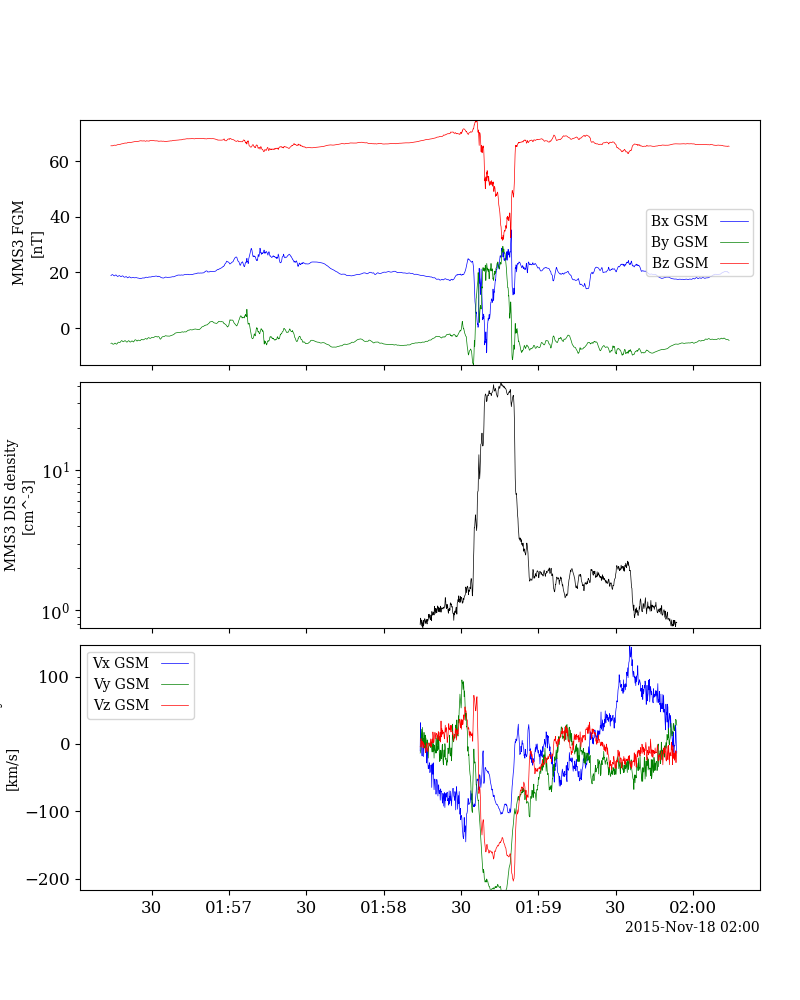 60
40
20
0
MMS3 FGM
[nT]
Bx GSM
By GSM
Bz GSM
10^1
10^0
MMS3 DIS density
[cm^-3]
100
0
−100
−200
[km/s]
Vx GSM
Vy GSM
Vz GSM
30 01:57 30 01:58 30 01:59 30 02:00
2015-Nov-18 02:00